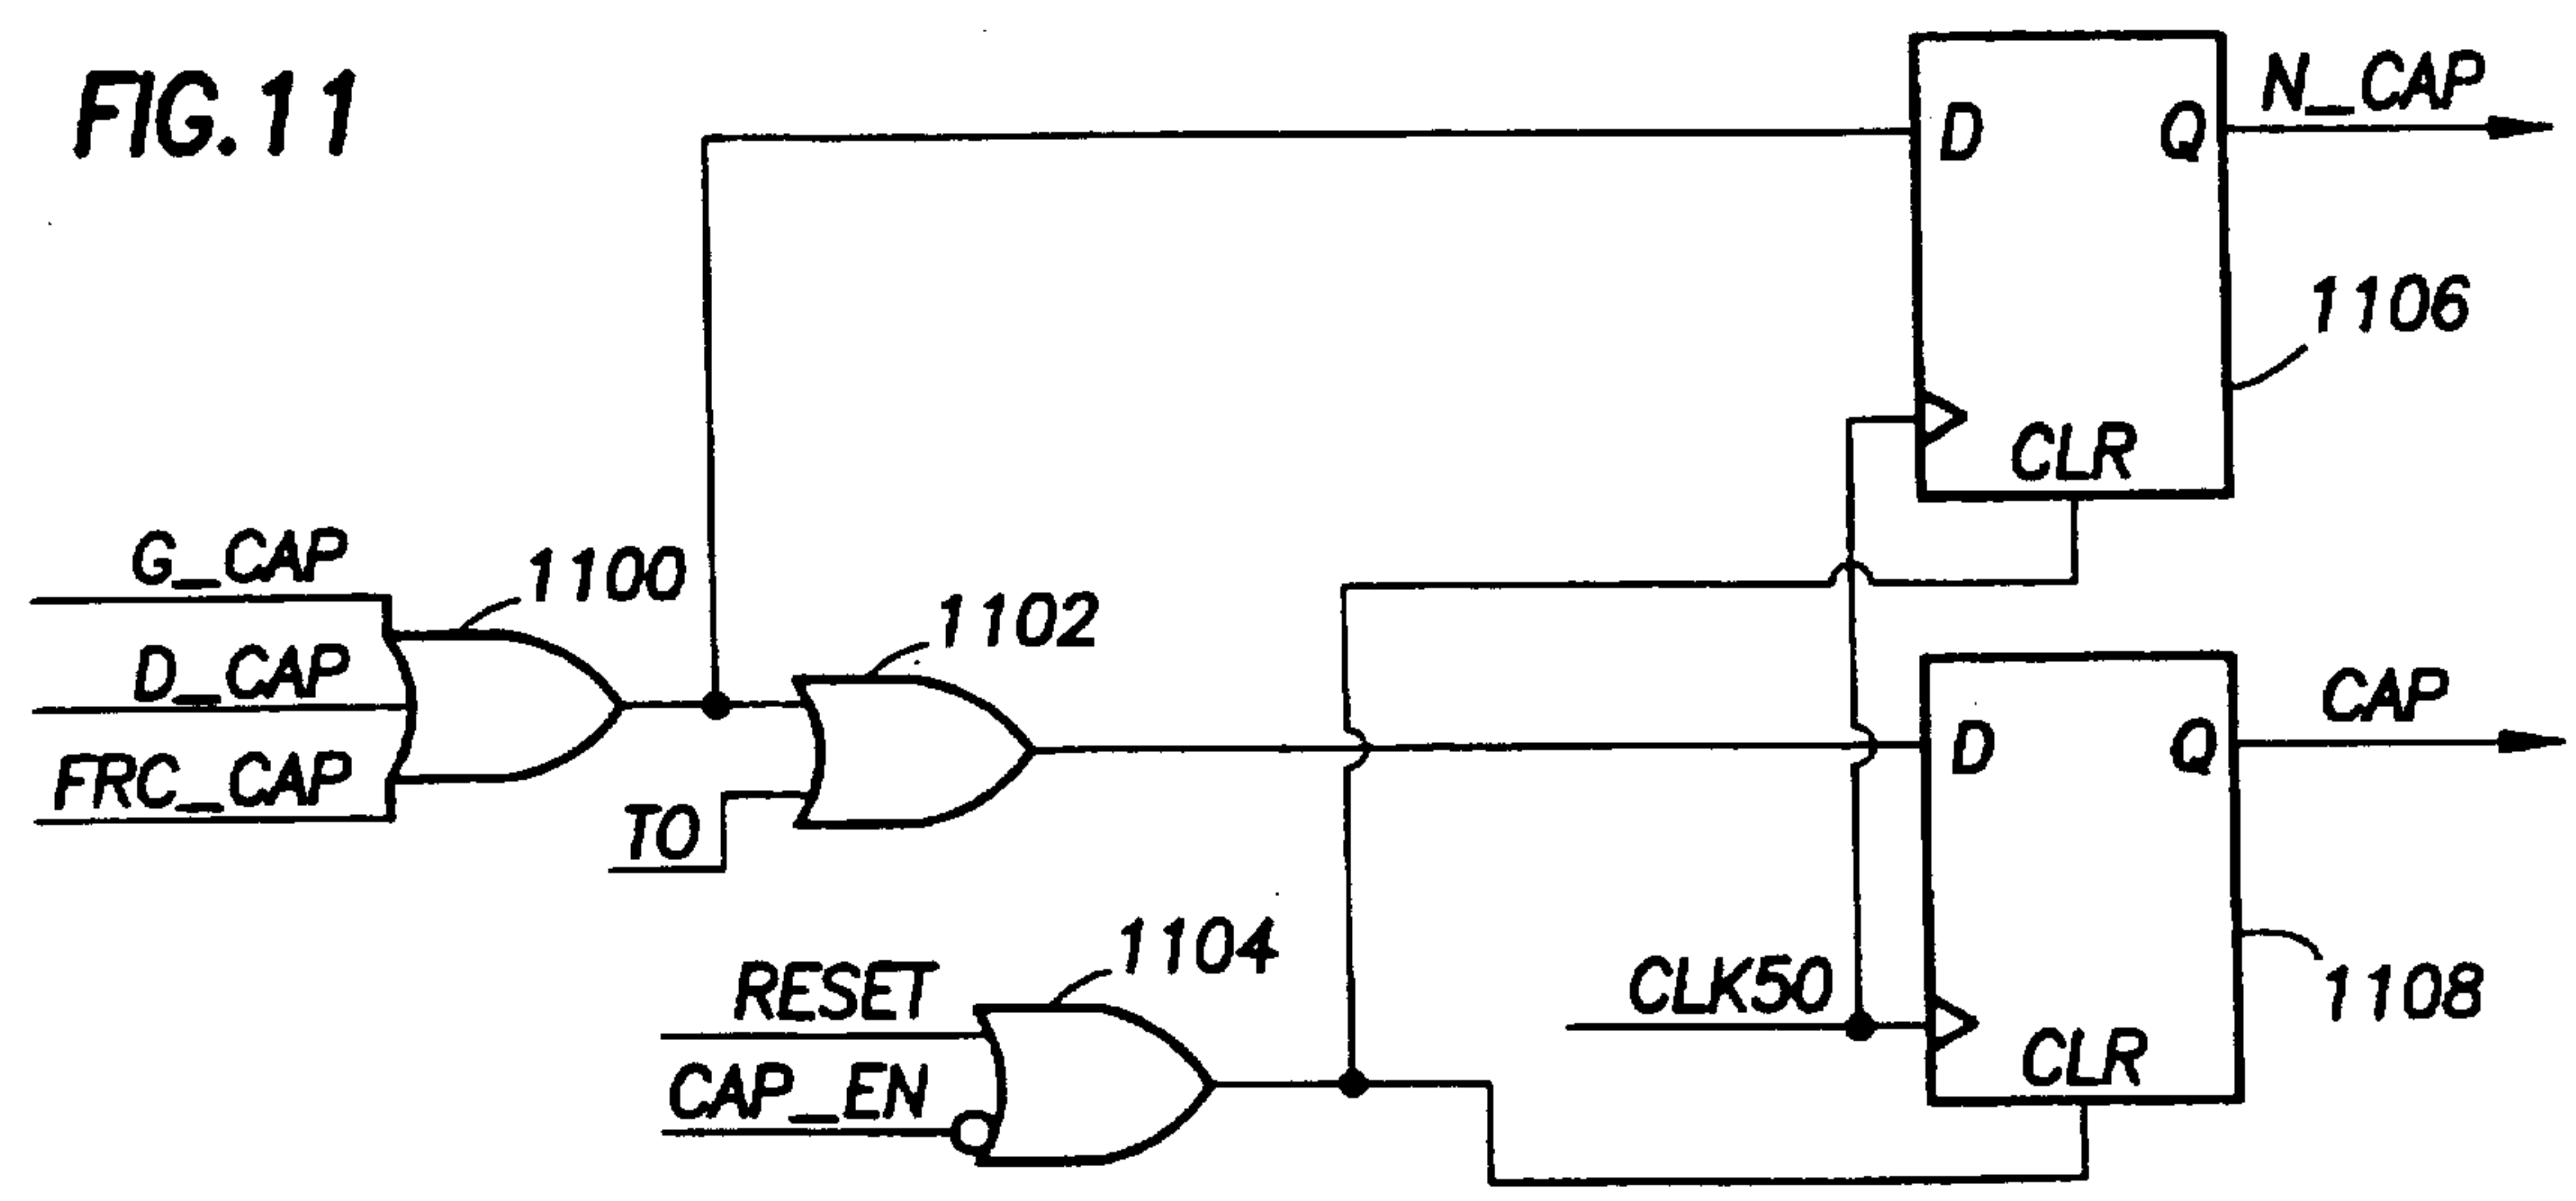 FIG.11
N_CAP
D
Q
1106
CLR
G_CAP
1100
D_CAP
1102
FRC_CAP
TO
CAP
D
Q
1104
RESET
CAP_EN
CLK50
1108
CLR